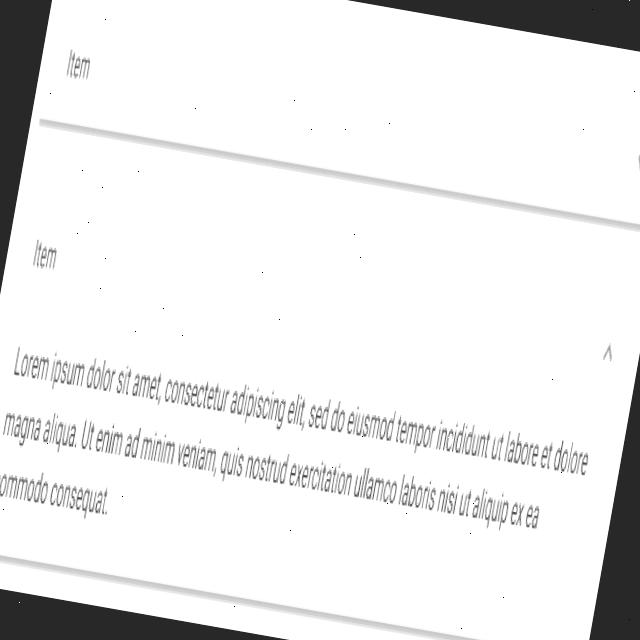 Item
Item
Lorem ipsum dolor sit amet, consectetur adipiscing elit, sed do eiusmod tempor incididunt ut labore et dolore
magna aliqua. Ut enim ad minim veniam, quis nostrud exercitation ullamco laboris nisi ut aliquip ex ea
commodo consequat.